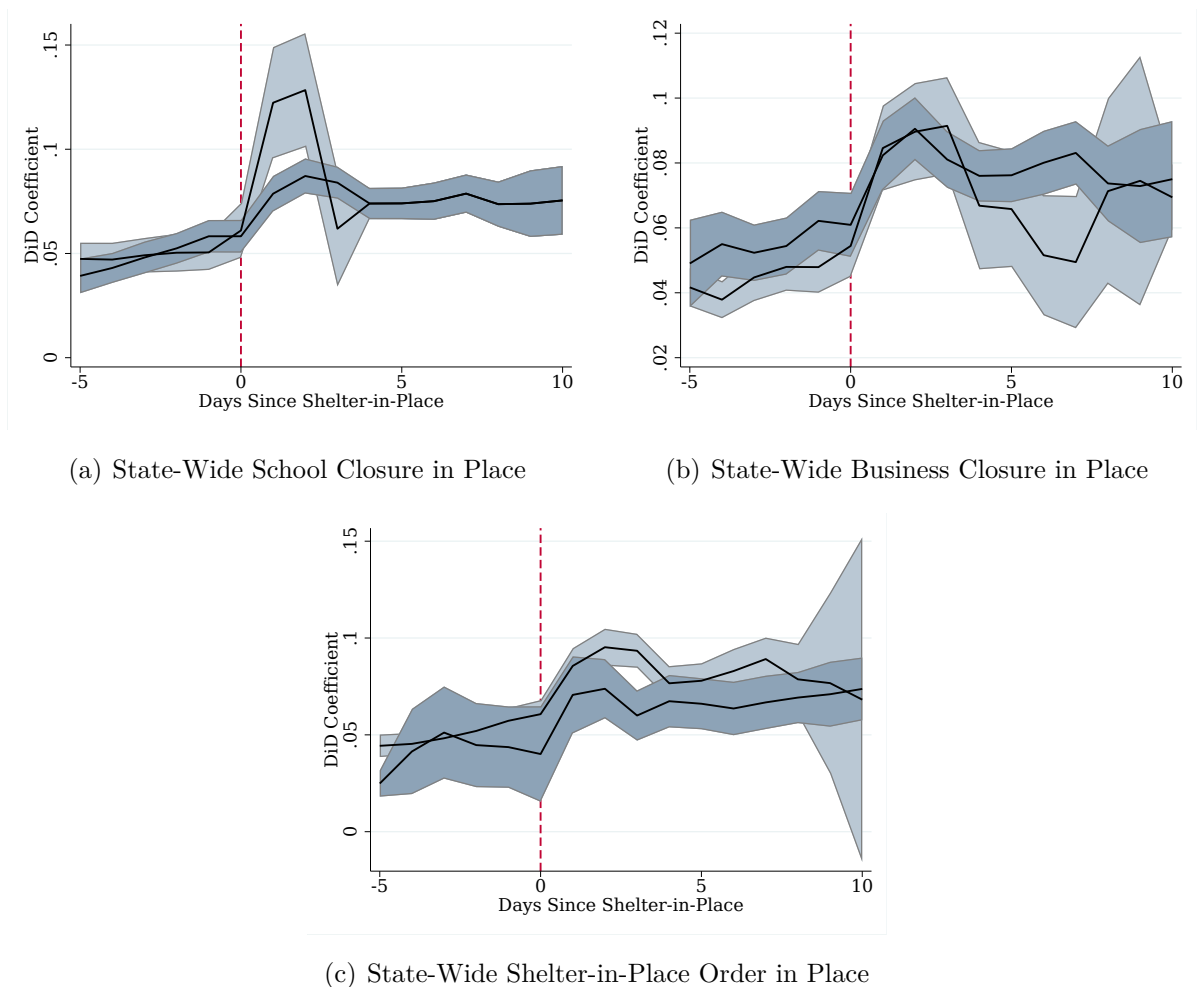 DiD Coefficient
.15
.1
.05
0
-5
0
5
10
Days Since Shelter-in-Place
(a) State-Wide School Closure in Place
DiD Coefficient
.12
.1
.08
.06
.04
.02
-5
0
5
10
Days Since Shelter-in-Place
(b) State-Wide Business Closure in Place
DiD Coefficient
.15
.1
.05
0
-5
0
5
10
Days Since Shelter-in-Place
(c) State-Wide Shelter-in-Place Order in Place